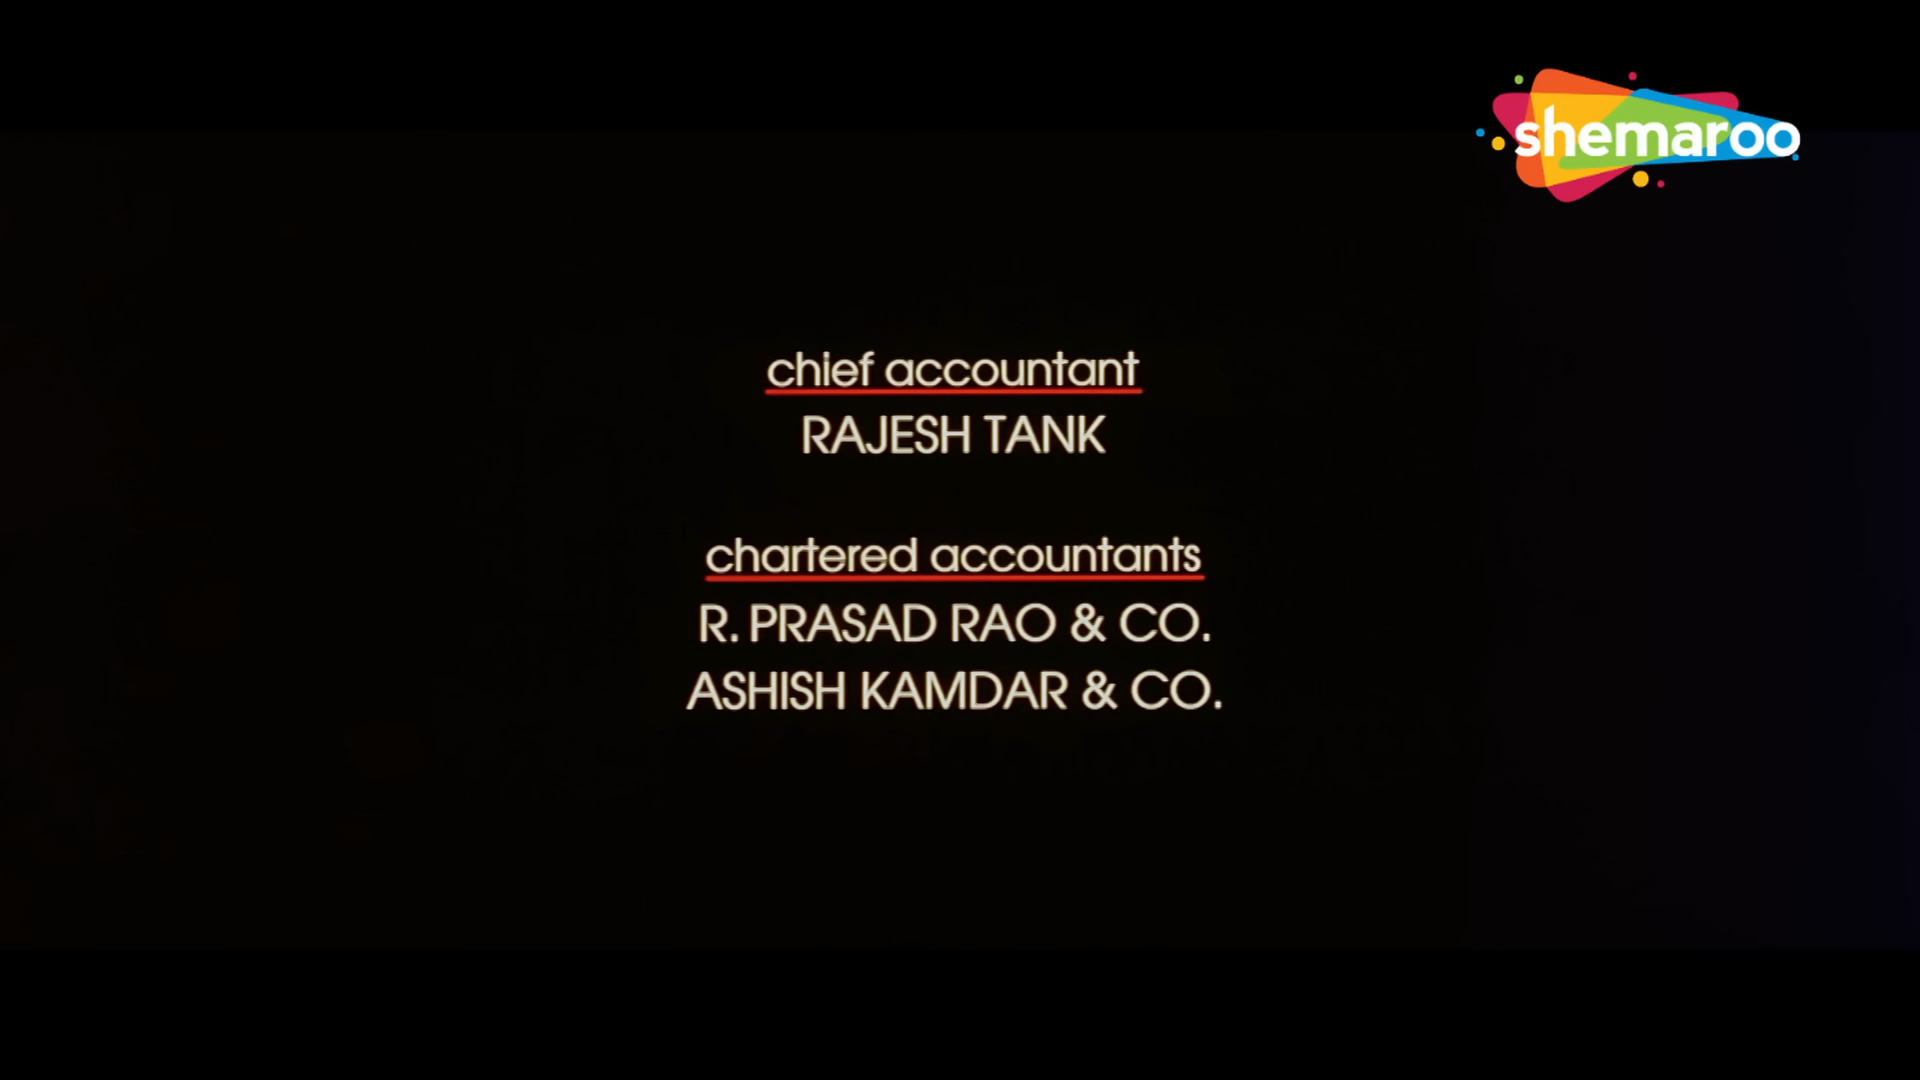 shemaroo
chief accountant
RAJESH TANK
chartered accountants
R. PRASAD RAO & CO.
ASHISH KAMDAR & CO.